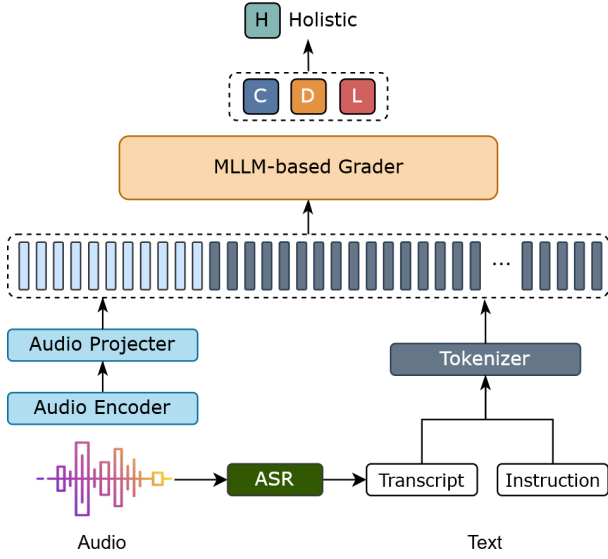 H Holistic
C D L
MLLM-based Grader
...
Audio Projecter
Tokenizer
Audio Encoder
ASR
Transcript
Instruction
Audio
Text